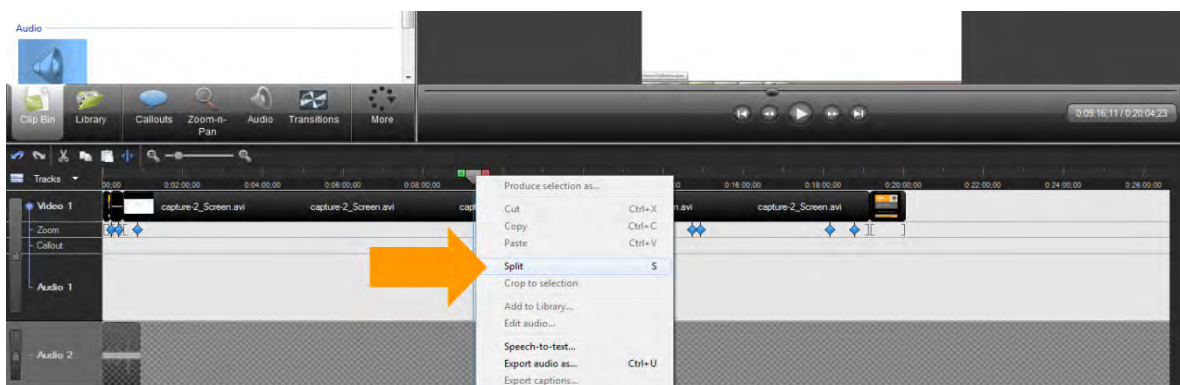 Audio
Clip Bin Library Callouts Zoom-n-Pan Audio Transitions More
0:09:16;11 / 0:20:04;23
Tracks
00;00 0:02:00;00 0:04:00;00 0:06:00;00 0:08:00;00 0:16:00;00 0:18:00;00 0:20:00;00 0:22:00;00 0:24:00;00 0:26:00;00
Video 1 capture-2_Screen.avi capture-2_Screen.avi capture-2_Screen.avi
Zoom
Callout
Audio 1
Audio 2
Produce selection as...
Cut Ctrl+X
Copy Ctrl+C
Paste Ctrl+V
Split S
Crop to selection
Add to Library...
Edit audio...
Speech-to-text...
Export audio as... Ctrl+U
Export captions...